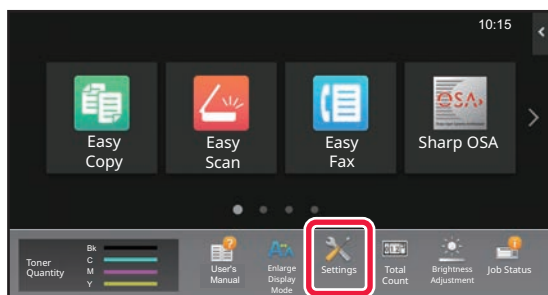 10:15
Easy
Copy
Easy
Scan
Easy
Fax
OSA
Sharp OSA
Toner
Quantity
Bk
C
M
Y
User's
Manual
Enlarge
Display
Mode
Settings
Total
Count
Brightness
Adjustment
Job Status